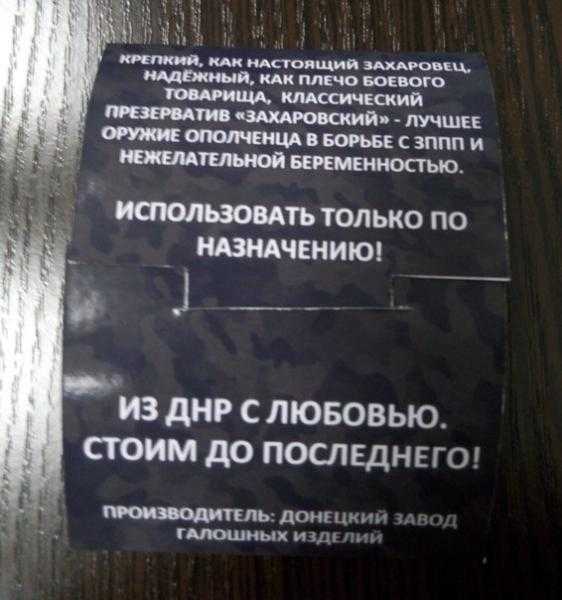 КРЕПКИЙ, КАК НАСТОЯЩИЙ ЗАХАРОВЕЦ,
НАДЁЖНЫЙ, КАК ПЛЕЧО БОЕВОГО
ТОВАРИЩА, КЛАССИЧЕСКИЙ
ПРЕЗЕРВАТИВ «ЗАХАРОВСКИЙ» - ЛУЧШЕЕ
ОРУЖИЕ ОПОЛЧЕНЦА В БОРЬБЕ С ЗППП И
НЕЖЕЛАТЕЛЬНОЙ БЕРЕМЕННОСТЬЮ.
ИСПОЛЬЗОВАТЬ ТОЛЬКО ПО
НАЗНАЧЕНИЮ!
ИЗ ДНР С ЛЮБОВЬЮ.
СТОИМ ДО ПОСЛЕДНЕГО!
ПРОИЗВОДИТЕЛЬ: ДОНЕЦКИЙ ЗАВОД
ГАЛОШНЫХ ИЗДЕЛИЙ